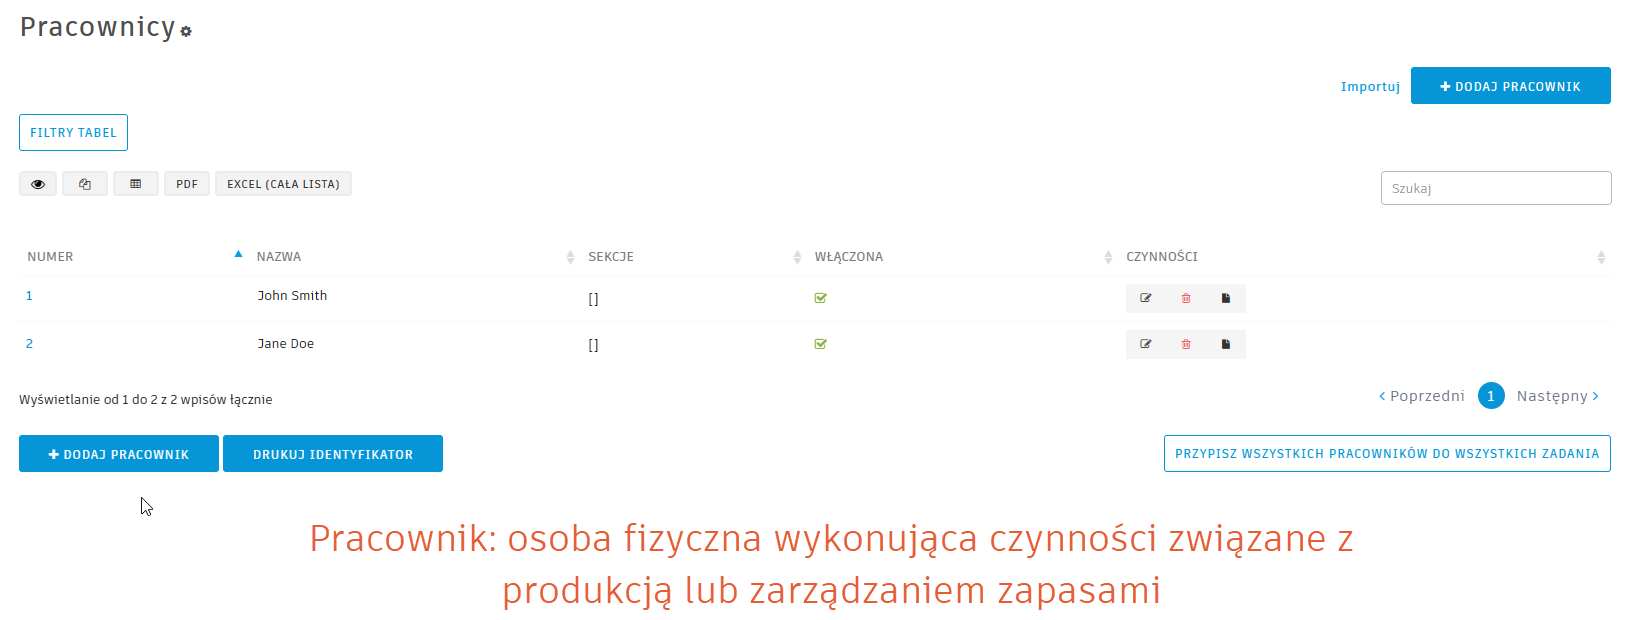 Pracownicy
Importuj
DODAJ PRACOWNIK
FILTRY TABEL
PDF EXCEL (CAŁA LISTA)
Szukaj
NUMER NAZWA SEKCJE WŁĄCZONA CZYNNOŚCI
1 John Smith []
2 Jane Doe []
Wyświetlanie od 1 do 2 z 2 wpisów łącznie
Poprzedni 1 Następny
DODAJ PRACOWNIK DRUKUJ IDENTYFIKATOR
PRZYPISZ WSZYSTKICH PRACOWNIKÓW DO WSZYSTKICH ZADANIA
Pracownik: osoba fizyczna wykonująca czynności związane z
produkcją lub zarządzaniem zapasami